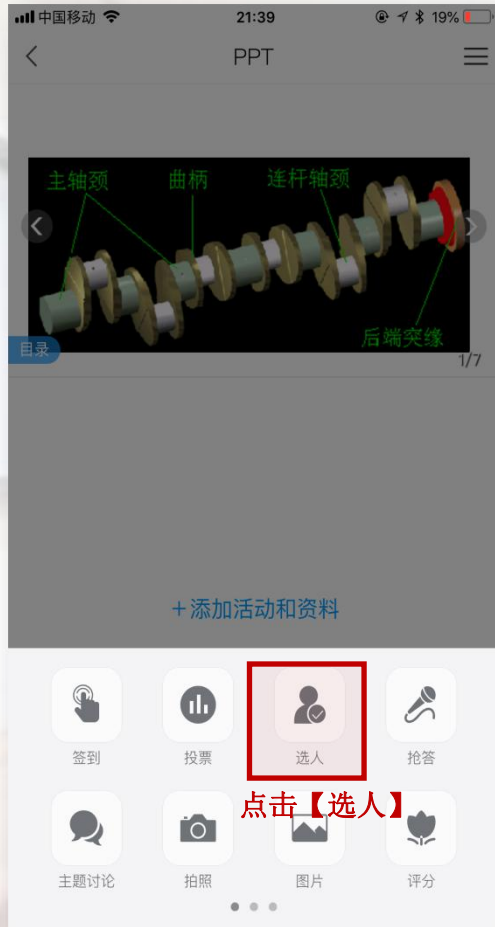 中国移动 21:39 19%
PPT
主轴颈 曲柄 连杆轴颈
后端突缘
目录
1/7
+添加活动和资料
签到 投票 选人 抢答
点击【选人】
主题讨论 拍照 图片 评分